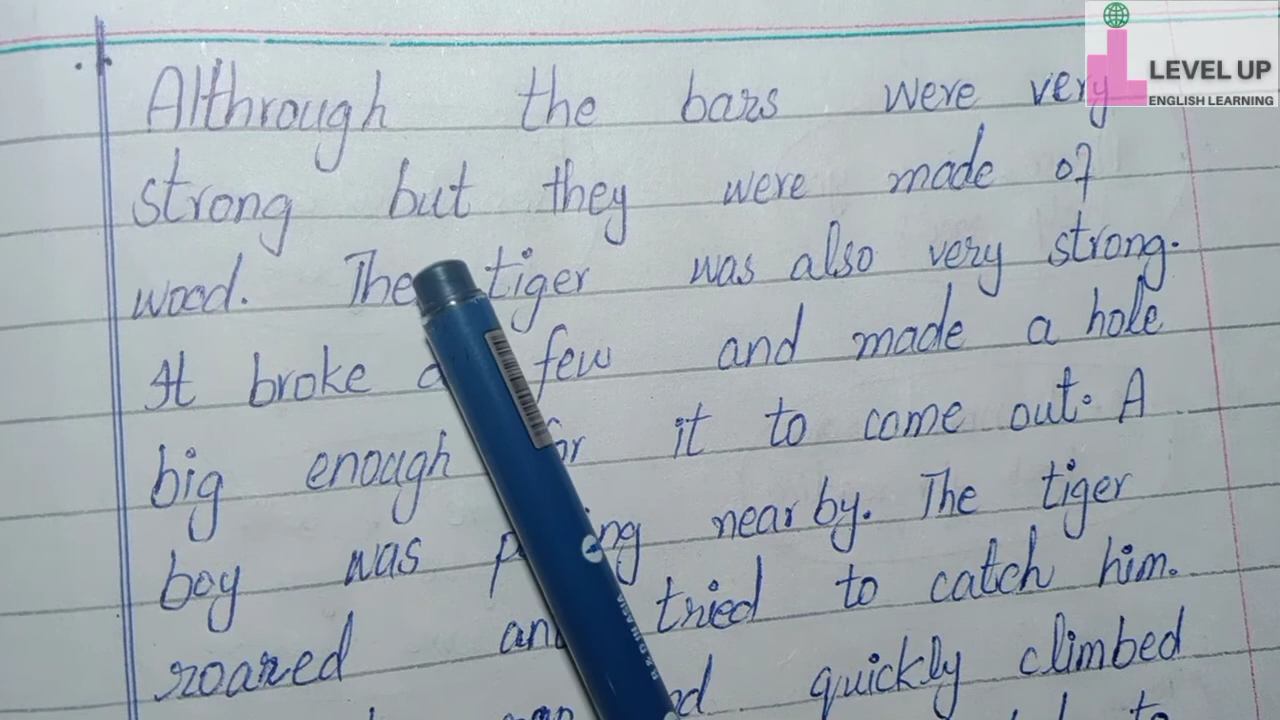 LEVEL UP
ENGLISH LEARNING
Althrough the bars were very
strong but they were made of
wood. The tiger was also very strong.
It broke few and made a hole
big enough it to come out. A
boy was near by. The tiger
roared tried to catch him.
quickly climbed